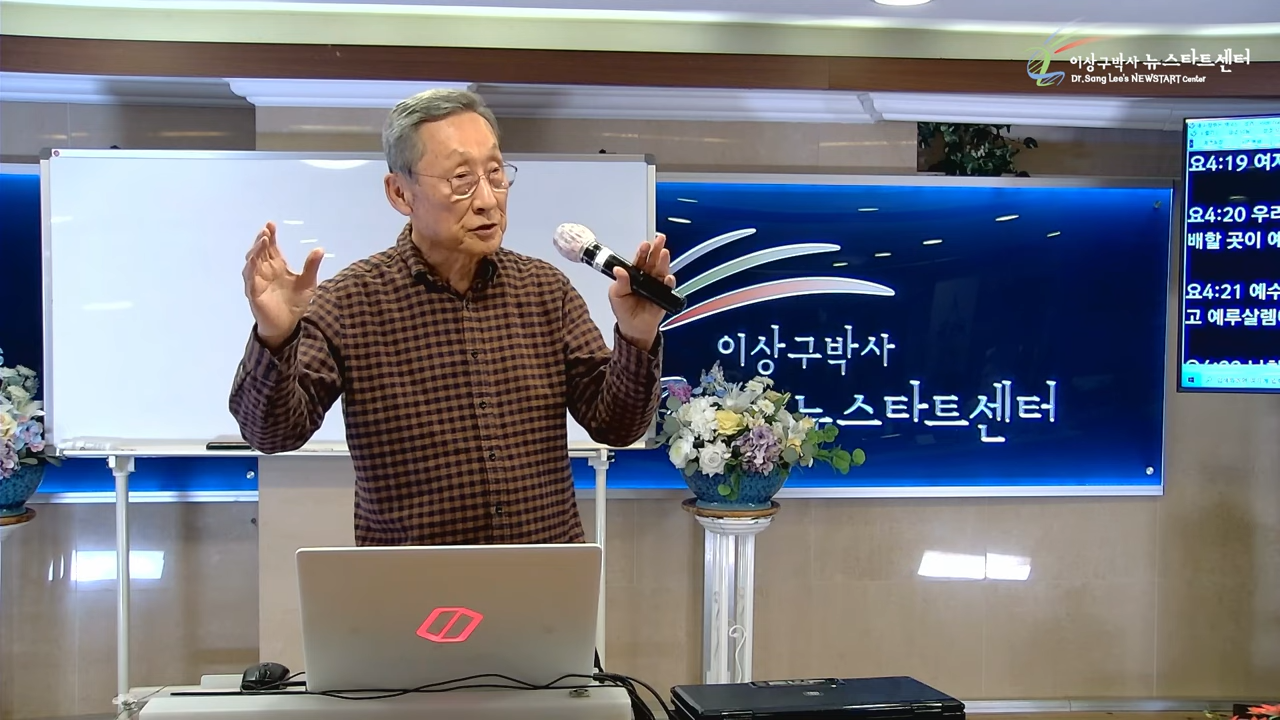 이상구박사 뉴스타트센터
Dr.Sang Lee's NEWSTART Center
요4:19 여자
요4:20 우리
배할 곳이 예
요4:21 예수
고 예루살렘
이상구박사
뉴스타트센터